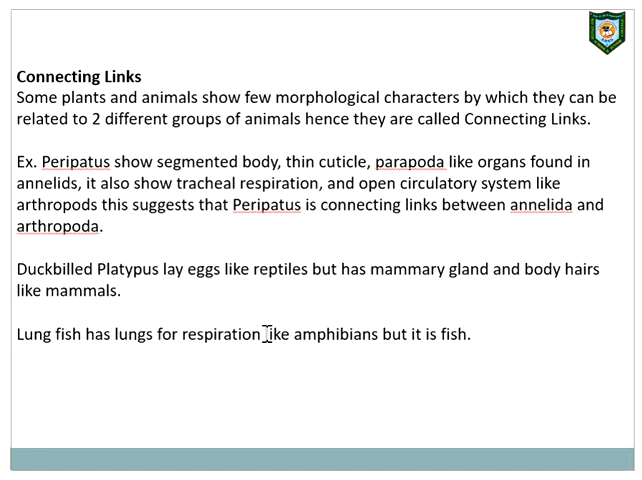 Connecting Links
Some plants and animals show few morphological characters by which they can be
related to 2 different groups of animals hence they are called Connecting Links.
Ex. Peripatus show segmented body, thin cuticle, parapoda like organs found in
annelids, it also show tracheal respiration, and open circulatory system like
arthropods this suggests that Peripatus is connecting links between annelida and
arthropoda.
Duckbilled Platypus lay eggs like reptiles but has mammary gland and body hairs
like mammals.
Lung fish has lungs for respiration like amphibians but it is fish.